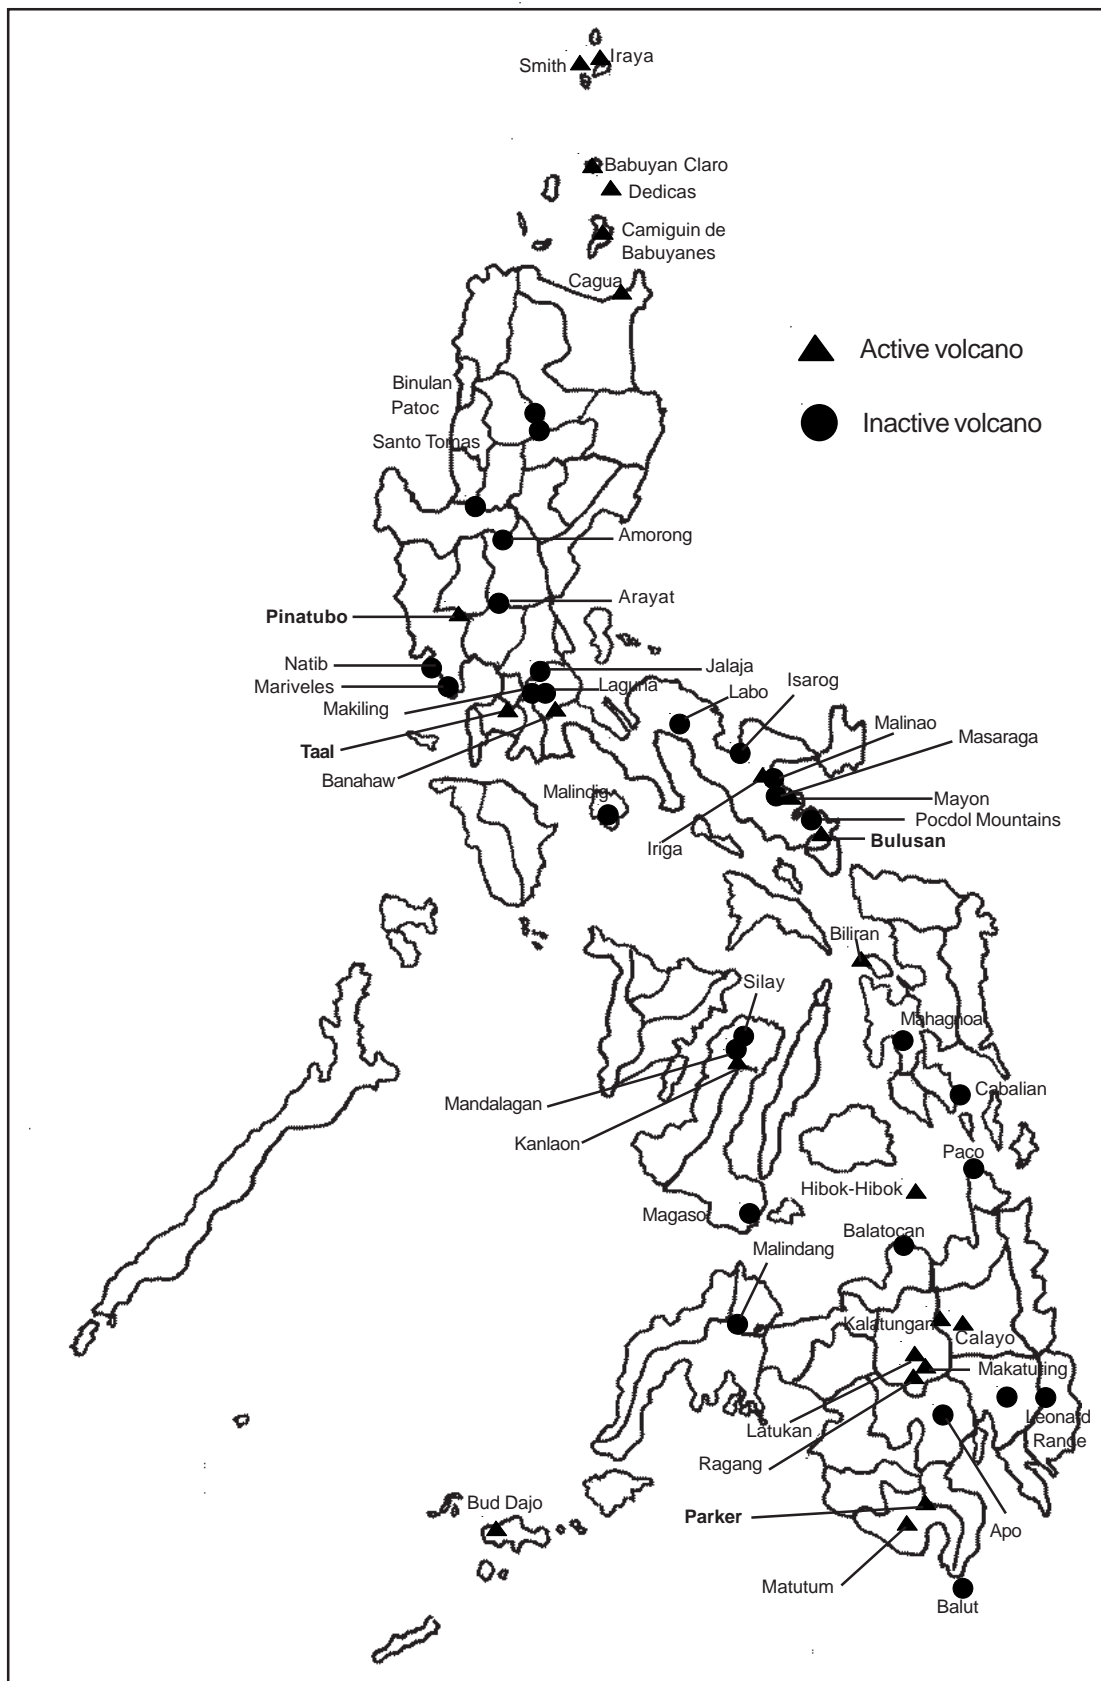 Iraya
Smith
Babuyan Claro
Dedicas
Camiguin de
Babuyanes
Cagua
Active volcano
Inactive volcano
Binulan
Patoc
Santo Tomas
Amorong
Arayat
Pinatubo
Natib
Mariveles
Makiling
Taal
Banahaw
Jalaja
Laguna
Labo
Isarog
Malinao
Masaraga
Mayon
Pocdol Mountains
Bulusan
Iriga
Malindig
Biliran
Silay
Mahagnoa
Mandalagan
Kanlaon
Cabalian
Paco
Hibok-Hibok
Magaso
Malindang
Balatocan
Kalatungan
Calayo
Makaturing
Latukan
Ragang
Leonard
Range
Bud Dajo
Parker
Apo
Matutum
Balut